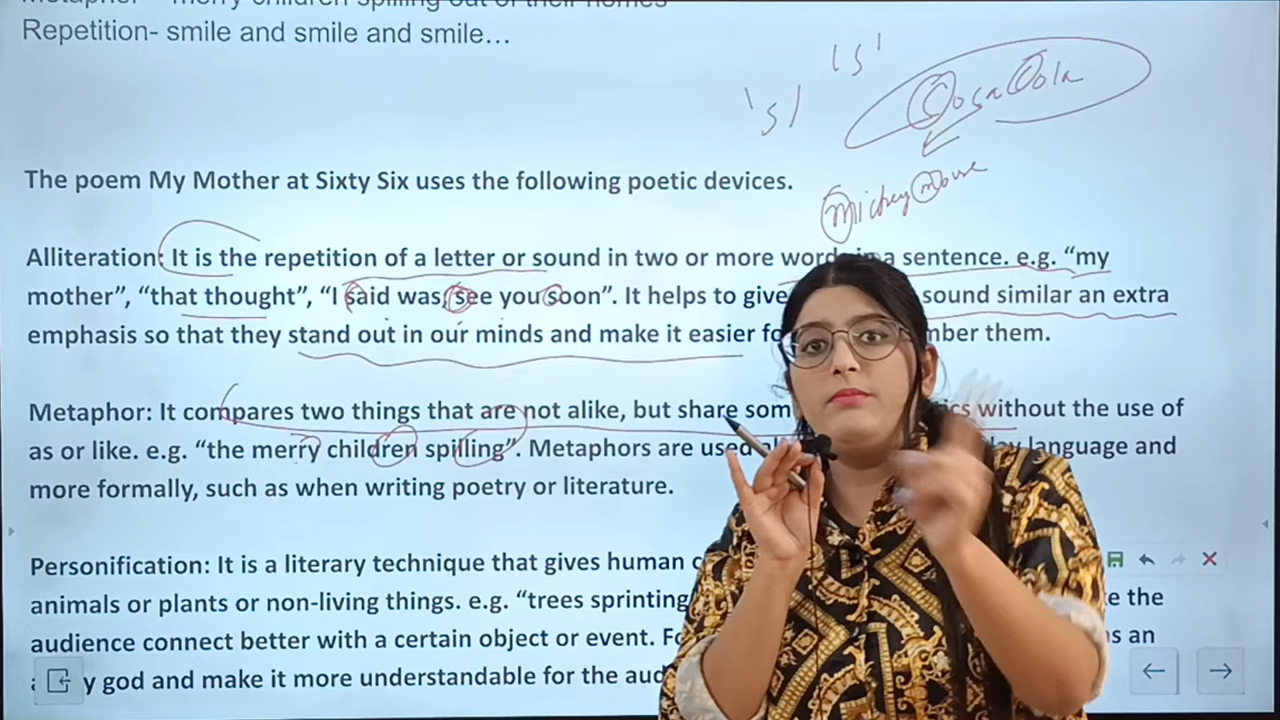 Repetition- smile and smile and smile…
's'
Coca Cola
's'
Mickey Mouse
The poem My Mother at Sixty Six uses the following poetic devices.
Alliteration: It is the repetition of a letter or sound in two or more words in a sentence. e.g. “my
mother”, “that thought”, “I said was, see you soon”. It helps to give sound similar an extra
emphasis so that they stand out in our minds and make it easier mber them.
Metaphor: It compares two things that are not alike, but share som without the use of
as or like. e.g. “the merry children spilling”. Metaphors are used language and
more formally, such as when writing poetry or literature.
Personification: It is a literary technique that gives human
animals or plants or non-living things. e.g. “trees sprinting the
audience connect better with a certain object or event. an
y god and make it more understandable for the aud